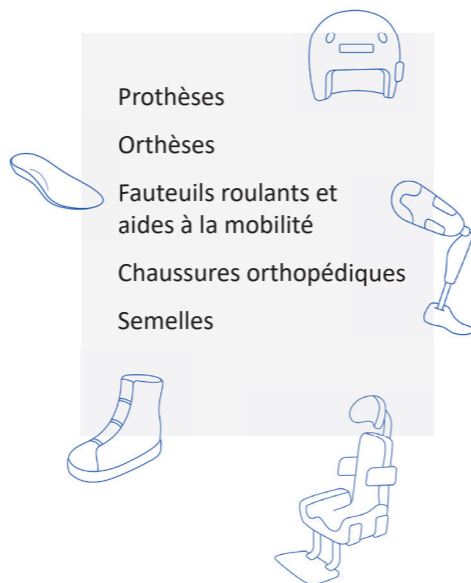 Prothèses
Orthèses
Fauteuils roulants et
aides à la mobilité
Chaussures orthopédiques
Semelles